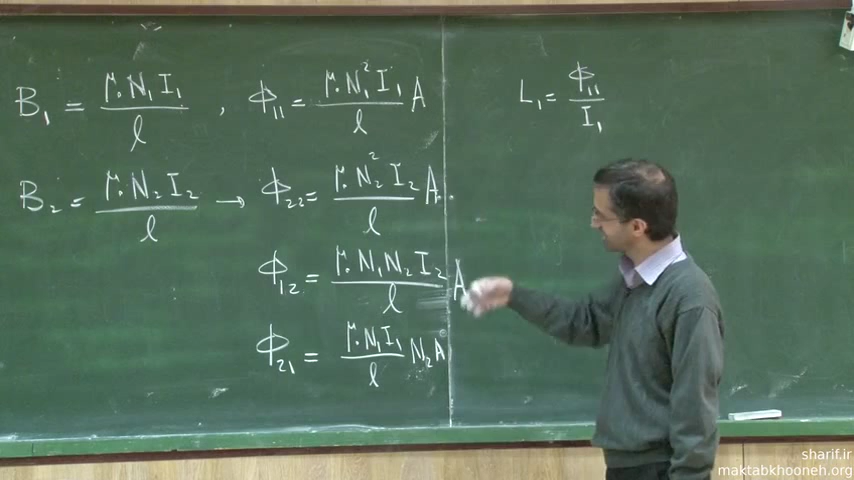 B₁ = μ₀N₁I₁/l , ϕ₁₁ = μ₀N₁²I₁/l A
L₁ = ϕ₁₁/I₁
B₂ = μ₀N₂I₂/l → ϕ₂₂ = μ₀N₂²I₂/l A
ϕ₁₂ = μ₀N₁N₂I₂/l A
ϕ₂₁ = μ₀N₁I₁/l N₂A
sharif.ir
maktabkhooneh.org